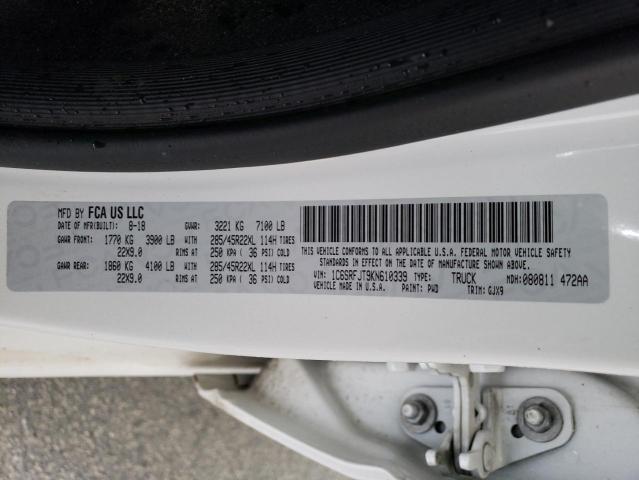 MFD BY FCA US LLC
DATE OF MFR(BUILT): 8-18 GVWR: 3221 KG 7100 LB
GAWR FRONT: 1770 KG 3900 LB 285/45R22XL 114H TIRES
22X9.0 RIMS AT 250 KPA ( 36 PSI) COLD
GAWR REAR: 1860 KG 4100 LB 285/45R22XL 114H TIRES
22X9.0 RIMS AT 250 KPA ( 36 PSI) COLD
THIS VEHICLE CONFORMS TO ALL APPLICABLE U.S.A. FEDERAL MOTOR VEHICLE SAFETY
STANDARDS IN EFFECT ON THE DATE OF MANUFACTURE SHOWN ABOVE.
VIN: 1C6SRFJT9KN610339 TYPE: TRUCK MDH: 080811 472AA
VEHICLE MADE IN U.S.A. PAINT: PWD TRIM: GJX9